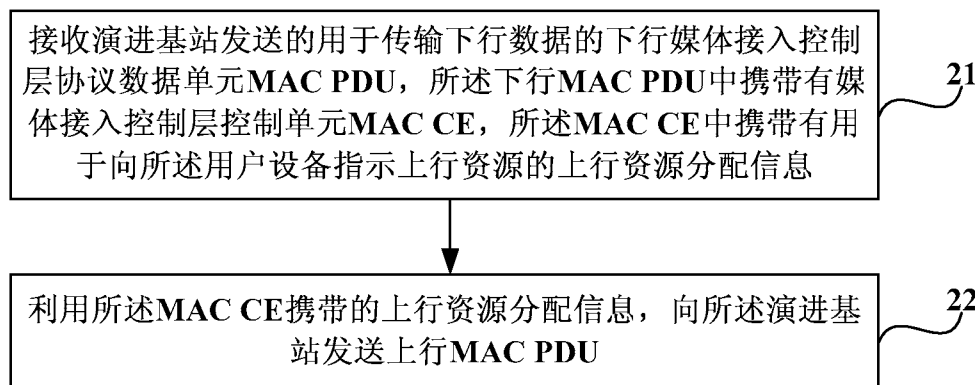 接收演进基站发送的用于传输下行数据的下行媒体接入控制
层协议数据单元MAC PDU，所述下行MAC PDU中携带有媒
体接入控制层控制单元MAC CE，所述MAC CE中携带有用
于向所述用户设备指示上行资源的上行资源分配信息
21
利用所述MAC CE携带的上行资源分配信息，向所述演进基
站发送上行MAC PDU
22